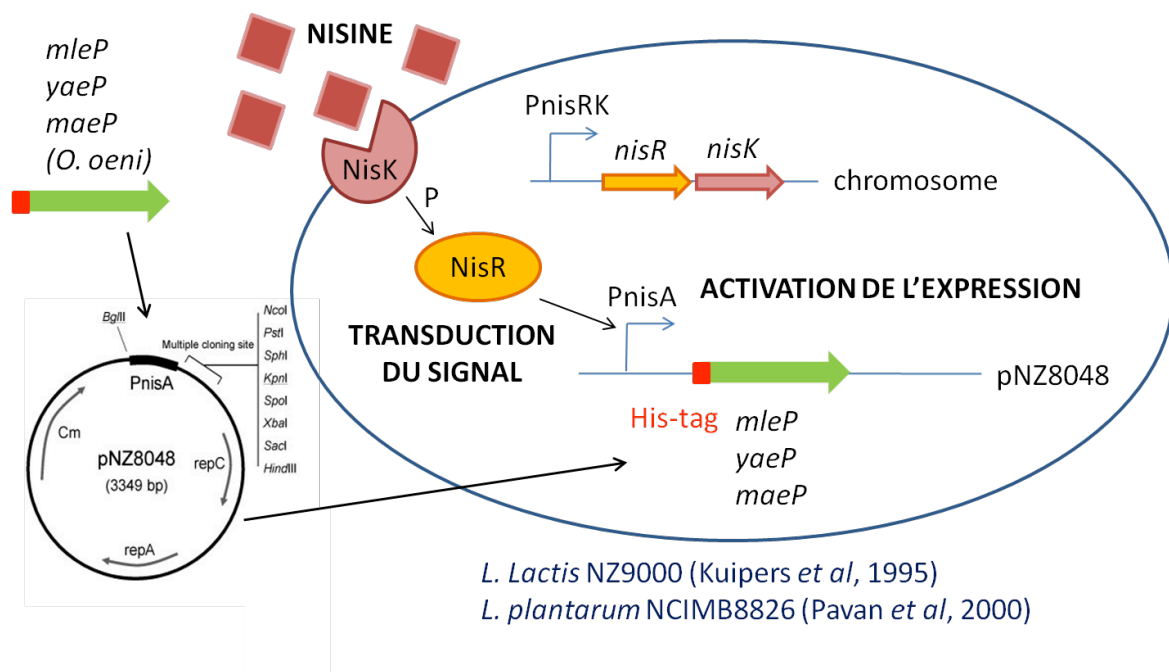 mleP
yaeP
maeP
(O. oeni)
NISINE
NisK
P
NisR
PnisRK
nisR
nisK
chromosome
TRANSDUCTION
DU SIGNAL
PnisA
ACTIVATION DE L'EXPRESSION
pNZ8048
His-tag
mleP
yaeP
maeP
BglII
Multiple cloning site
PnisA
NcoI
PstI
SphI
KpnI
SpoI
XbaI
SacI
HindIII
Cm
pNZ8048
(3349 bp)
repC
repA
L. Lactis NZ9000 (Kuipers et al, 1995)
L. plantarum NCIMB8826 (Pavan et al, 2000)